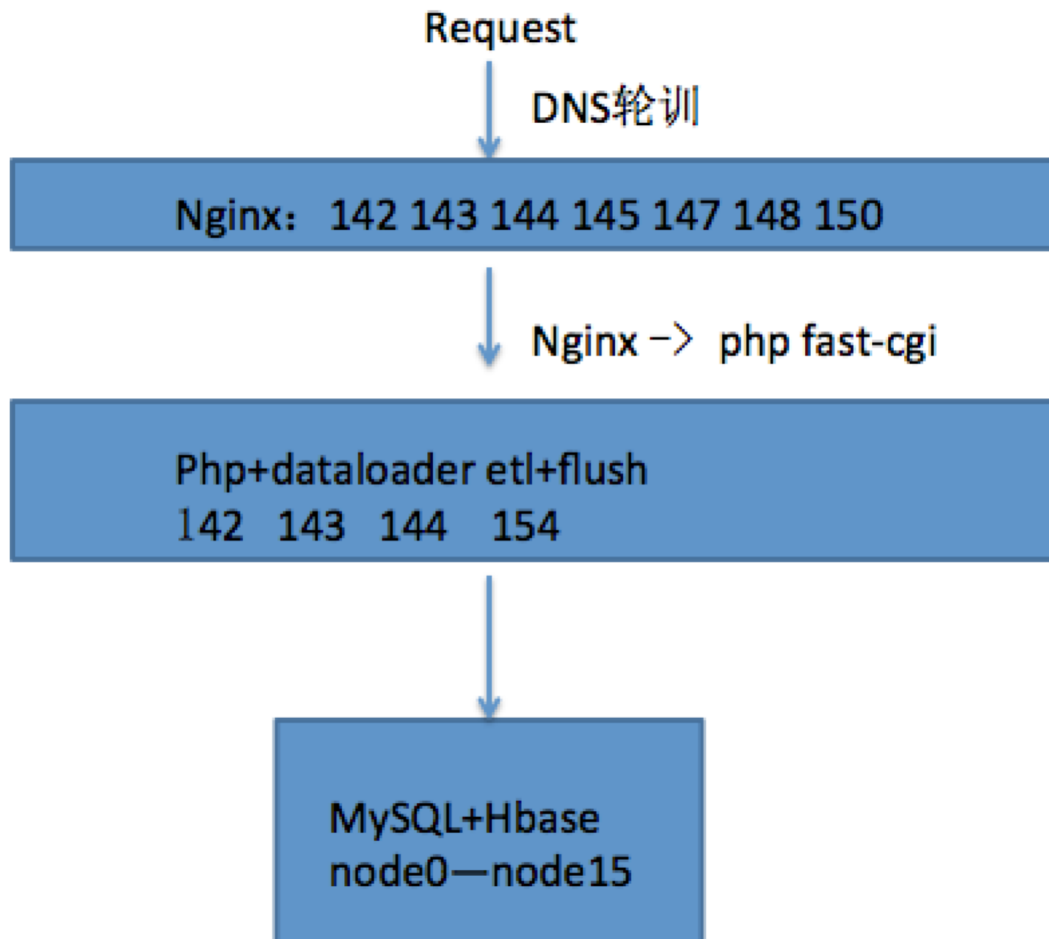 Request
DNS轮训
Nginx： 142 143 144 145 147 148 150
Nginx −> php fast-cgi
Php+dataloader etl+flush
142 143 144 154
MySQL+Hbase
node0—node15